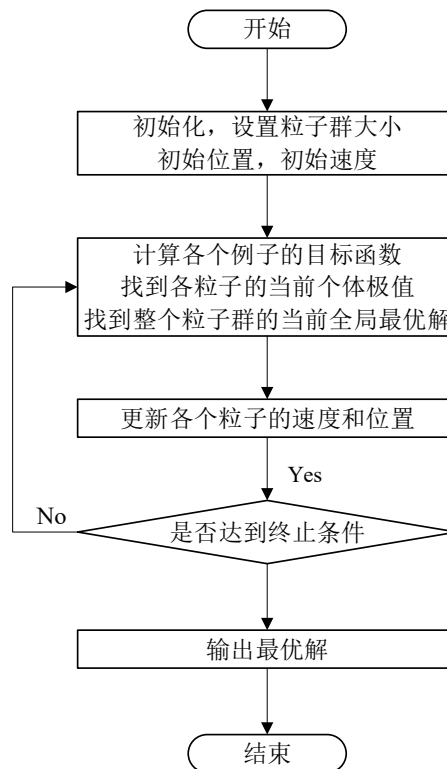 开始
初始化，设置粒子群大小
初始位置，初始速度
计算各个例子的目标函数
找到各粒子的当前个体极值
找到整个粒子群的当前全局最优解
更新各个粒子的速度和位置
Yes
No
是否达到终止条件
输出最优解
结束